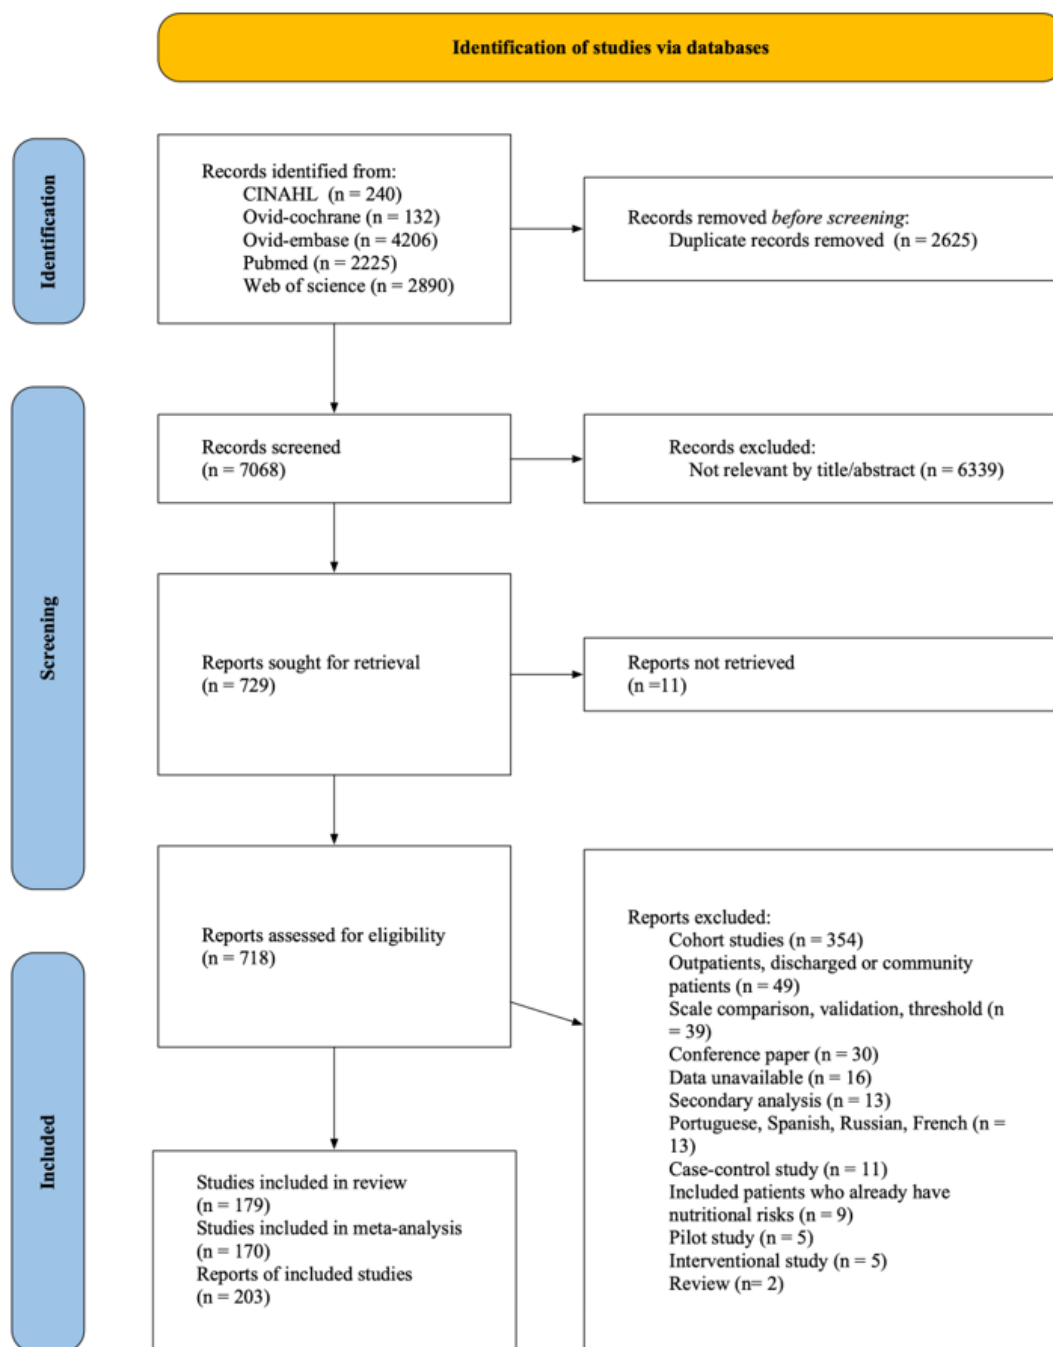 Identification of studies via databases
Identification
Records identified from:
CINAHL (n = 240)
Ovid-cochrane (n = 132)
Ovid-embase (n = 4206)
Pubmed (n = 2225)
Web of science (n = 2890)
Records removed before screening:
Duplicate records removed (n = 2625)
Screening
Records screened
(n = 7068)
Records excluded:
Not relevant by title/abstract (n = 6339)
Reports sought for retrieval
(n = 729)
Reports not retrieved
(n =11)
Reports assessed for eligibility
(n = 718)
Reports excluded:
Cohort studies (n = 354)
Outpatients, discharged or community
patients (n = 49)
Scale comparison, validation, threshold (n
= 39)
Conference paper (n = 30)
Data unavailable (n = 16)
Secondary analysis (n = 13)
Portuguese, Spanish, Russian, French (n =
13)
Case-control study (n = 11)
Included patients who already have
nutritional risks (n = 9)
Pilot study (n = 5)
Interventional study (n = 5)
Review (n= 2)
Included
Studies included in review
(n = 179)
Studies included in meta-analysis
(n = 170)
Reports of included studies
(n = 203)